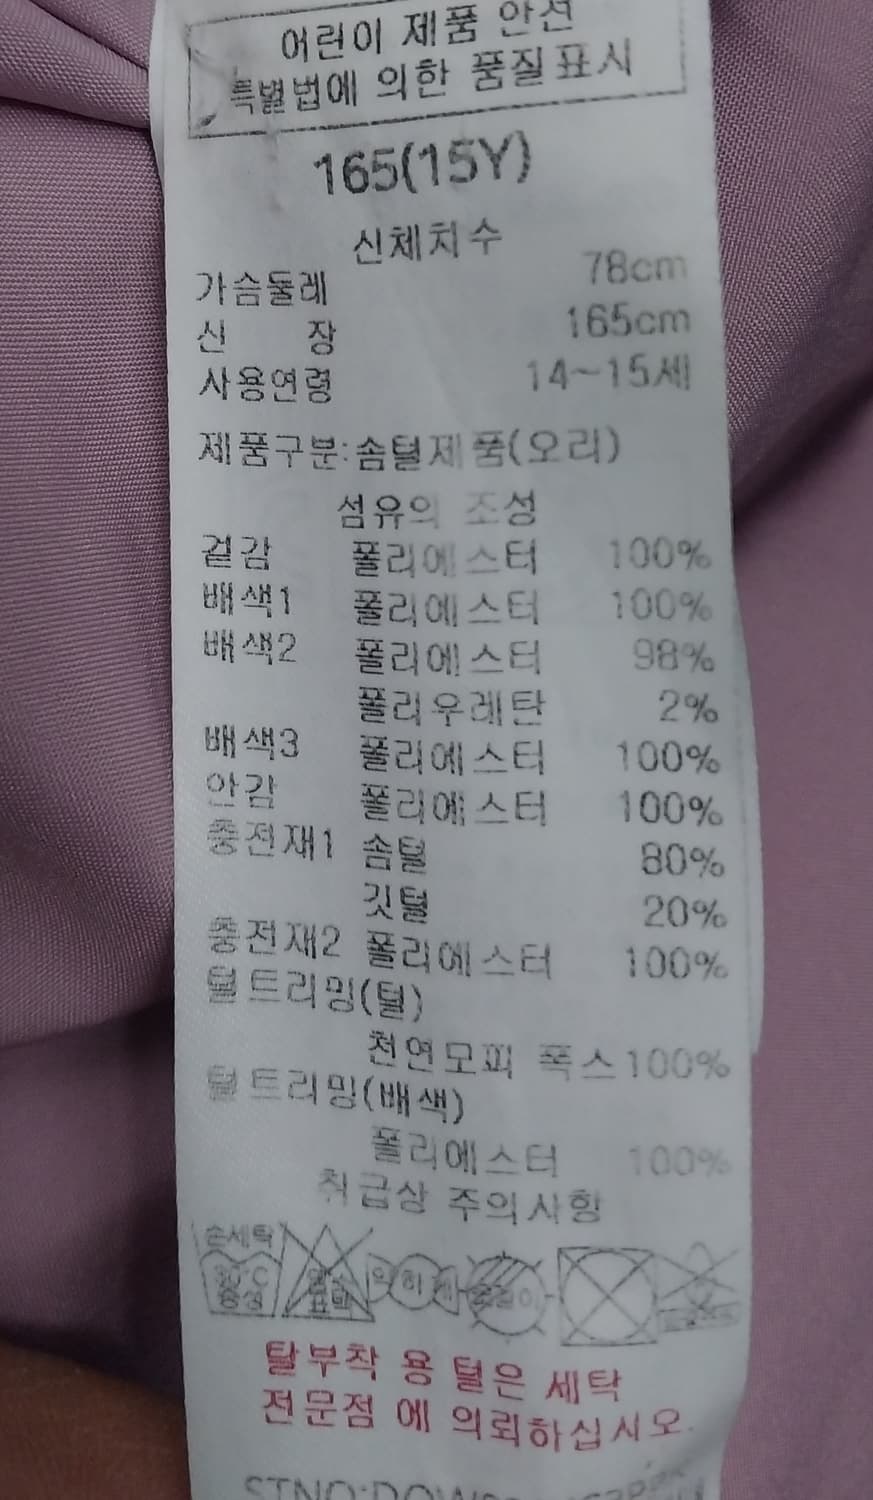 어린이 제품 안전
특별법에 의한 품질표시
165(15Y)
신체치수
가슴둘레 78cm
신 장 165cm
사용연령 14~15세
제품구분:솜털제품(오리)
섬유의 조성
겉감 폴리에스터 100%
배색1 폴리에스터 100%
배색2 폴리에스터 98%
폴리우레탄 2%
배색3 폴리에스터 100%
안감 폴리에스터 100%
충전재1 솜털 80%
깃털 20%
충전재2 폴리에스터 100%
털트리밍(털)
천연모피 폭스 100%
털트리밍(배색)
폴리에스터 100%
취급상 주의사항
손세탁
30°C
중성
염소
표백
약하게
탈부착 용 털은 세탁
전문점 에 의뢰하십시오.